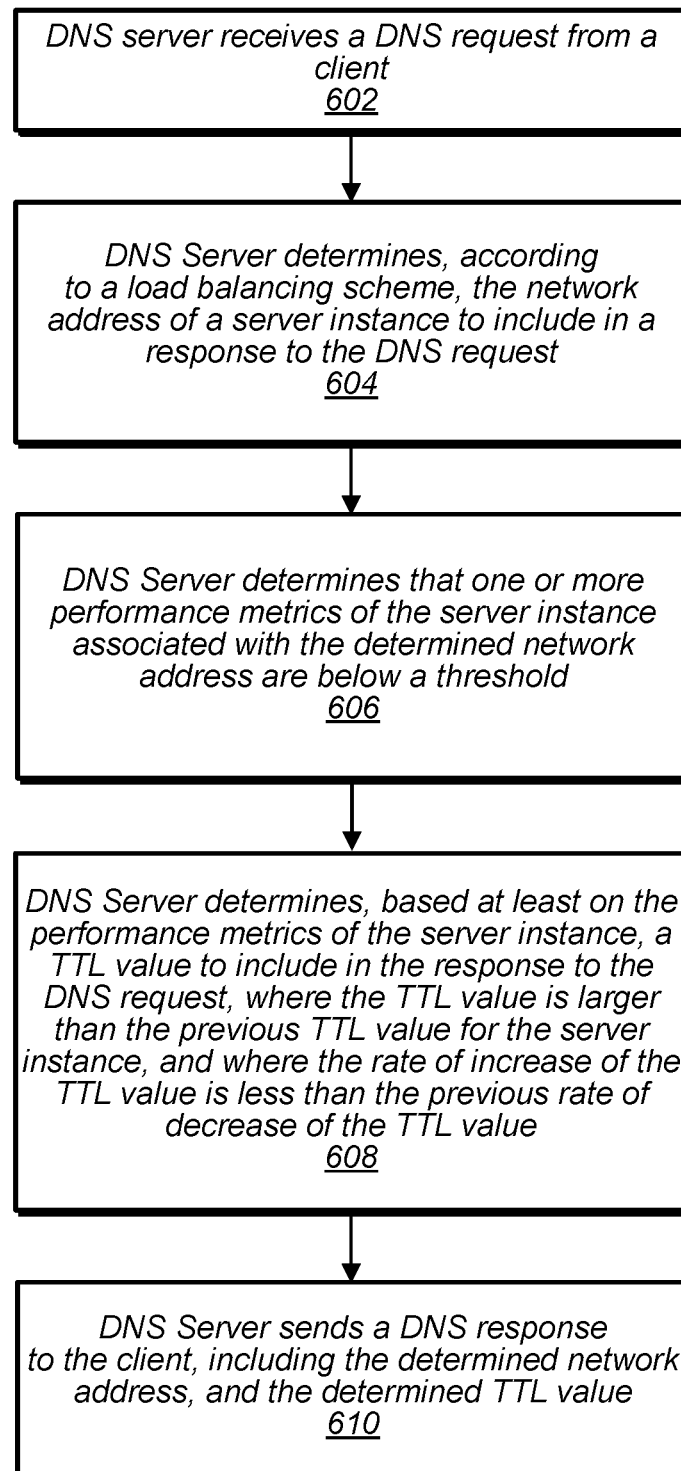 DNS server receives a DNS request from a
client
602
DNS Server determines, according
to a load balancing scheme, the network
address of a server instance to include in a
response to the DNS request
604
DNS Server determines that one or more
performance metrics of the server instance
associated with the determined network
address are below a threshold
606
DNS Server determines, based at least on the
performance metrics of the server instance, a
TTL value to include in the response to the
DNS request, where the TTL value is larger
than the previous TTL value for the server
instance, and where the rate of increase of the
TTL value is less than the previous rate of
decrease of the TTL value
608
DNS Server sends a DNS response
to the client, including the determined network
address, and the determined TTL value
610